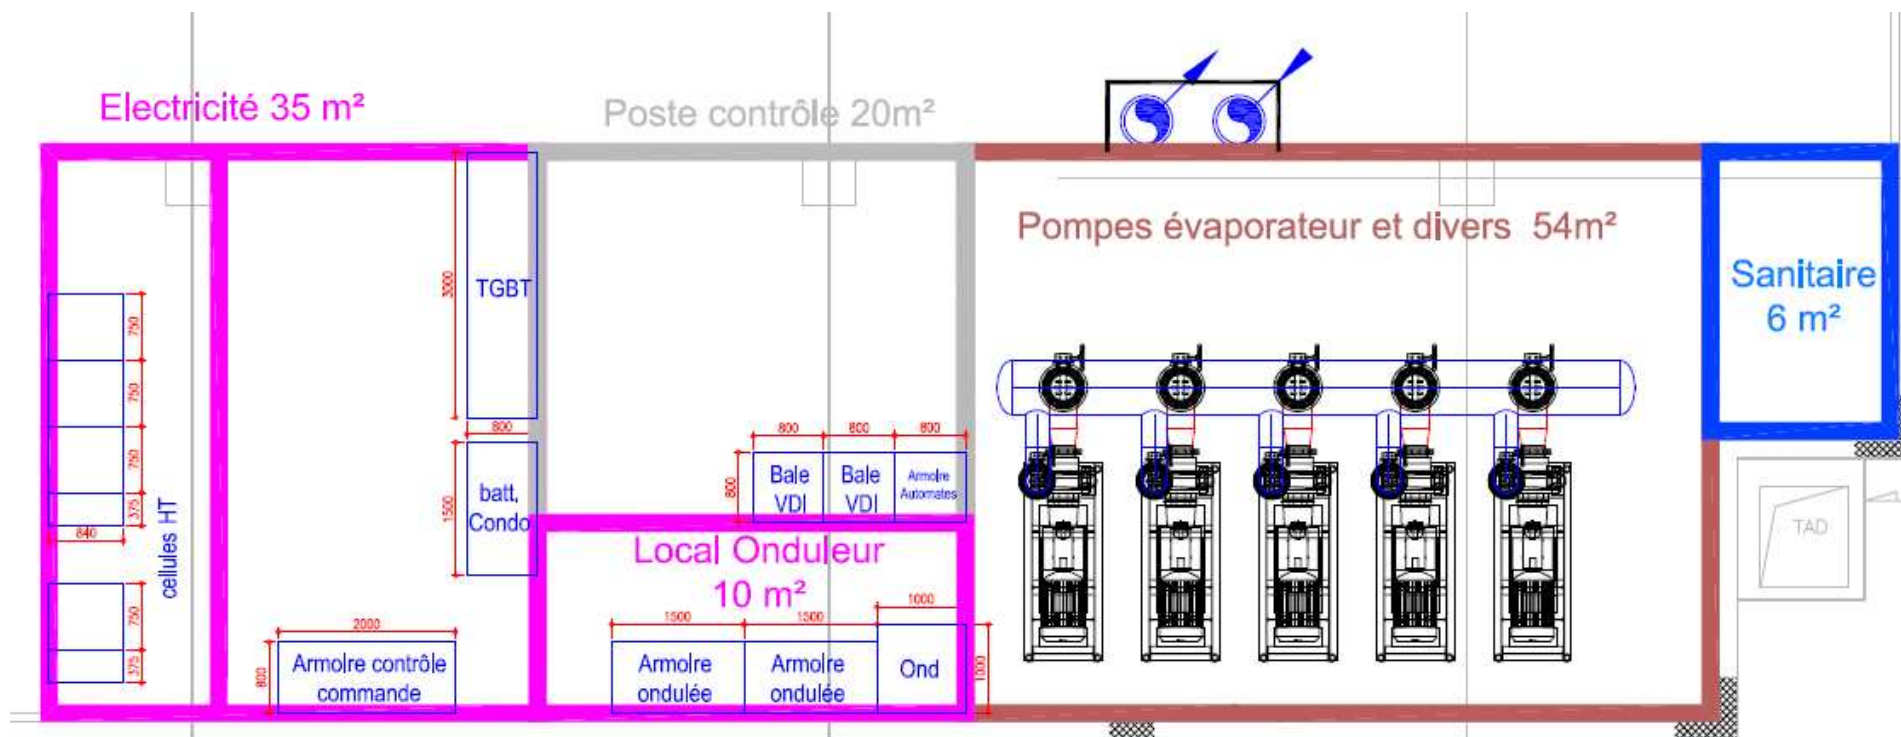 Electricité 35 m²
Poste contrôle 20m²
Pompes évaporateur et divers 54m²
Sanitaire
6 m²
3000
TGBT
750
750
750
375
840
cellules HT
750
375
800
1500
batt.
Condo
2000
800
Armoire contrôle
commande
800
800
800
800
Baie
VDI
Baie
VDI
Armoire
Automates
Local Onduleur
10 m²
1500
1500
1000
1000
Armoire
ondulée
Armoire
ondulée
Ond
TAD